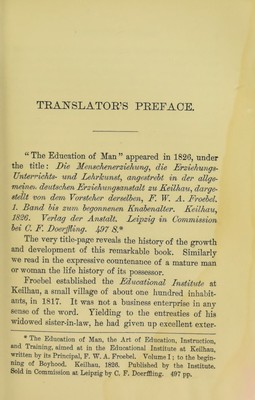 TRANSLATOR'S PREFACE.
"The Education of Man" appeared in 1826, under
the title: Die Menschenerziehung, die Erziehungs-
Unterrichts- und Lehrkunst, angestrebt in der allge-
meinen deutschen Erziehungsanstalt zu Keilhau, darge-
stellt von dem Vorsteher derselben, F. W. A. Froebel.
1. Band bis zum begonnenen Knabenalter. Keilhau,
1826. Verlag der Anstalt. Leipzig in Commission
bei C. F. Doerffling. 497 S.*
The very title-page reveals the history of the growth
and development of this remarkable book. Similarly
we read in the expressive countenance of a mature man
or woman the life history of its possessor.
Froebel established the Educational Institute at
Keilhau, a small village of about one hundred inhabit-
ants, in 1817. It was not a business enterprise in any
sense of the word. Yielding to the entreaties of his
widowed sister-in-law, he had given up excellent exter-
* The Education of Man, the Art of Education, Instruction,
and Training, aimed at in the Educational Institute at Keilhau,
written by its Principal, F. W. A. Froebel. Volume I; to the begin-
ning of Boyhood. Keilhau, 1826. Published by the Institute.
Sold in Commission at Leipzig by C. F. Doerffling. 497 pp.